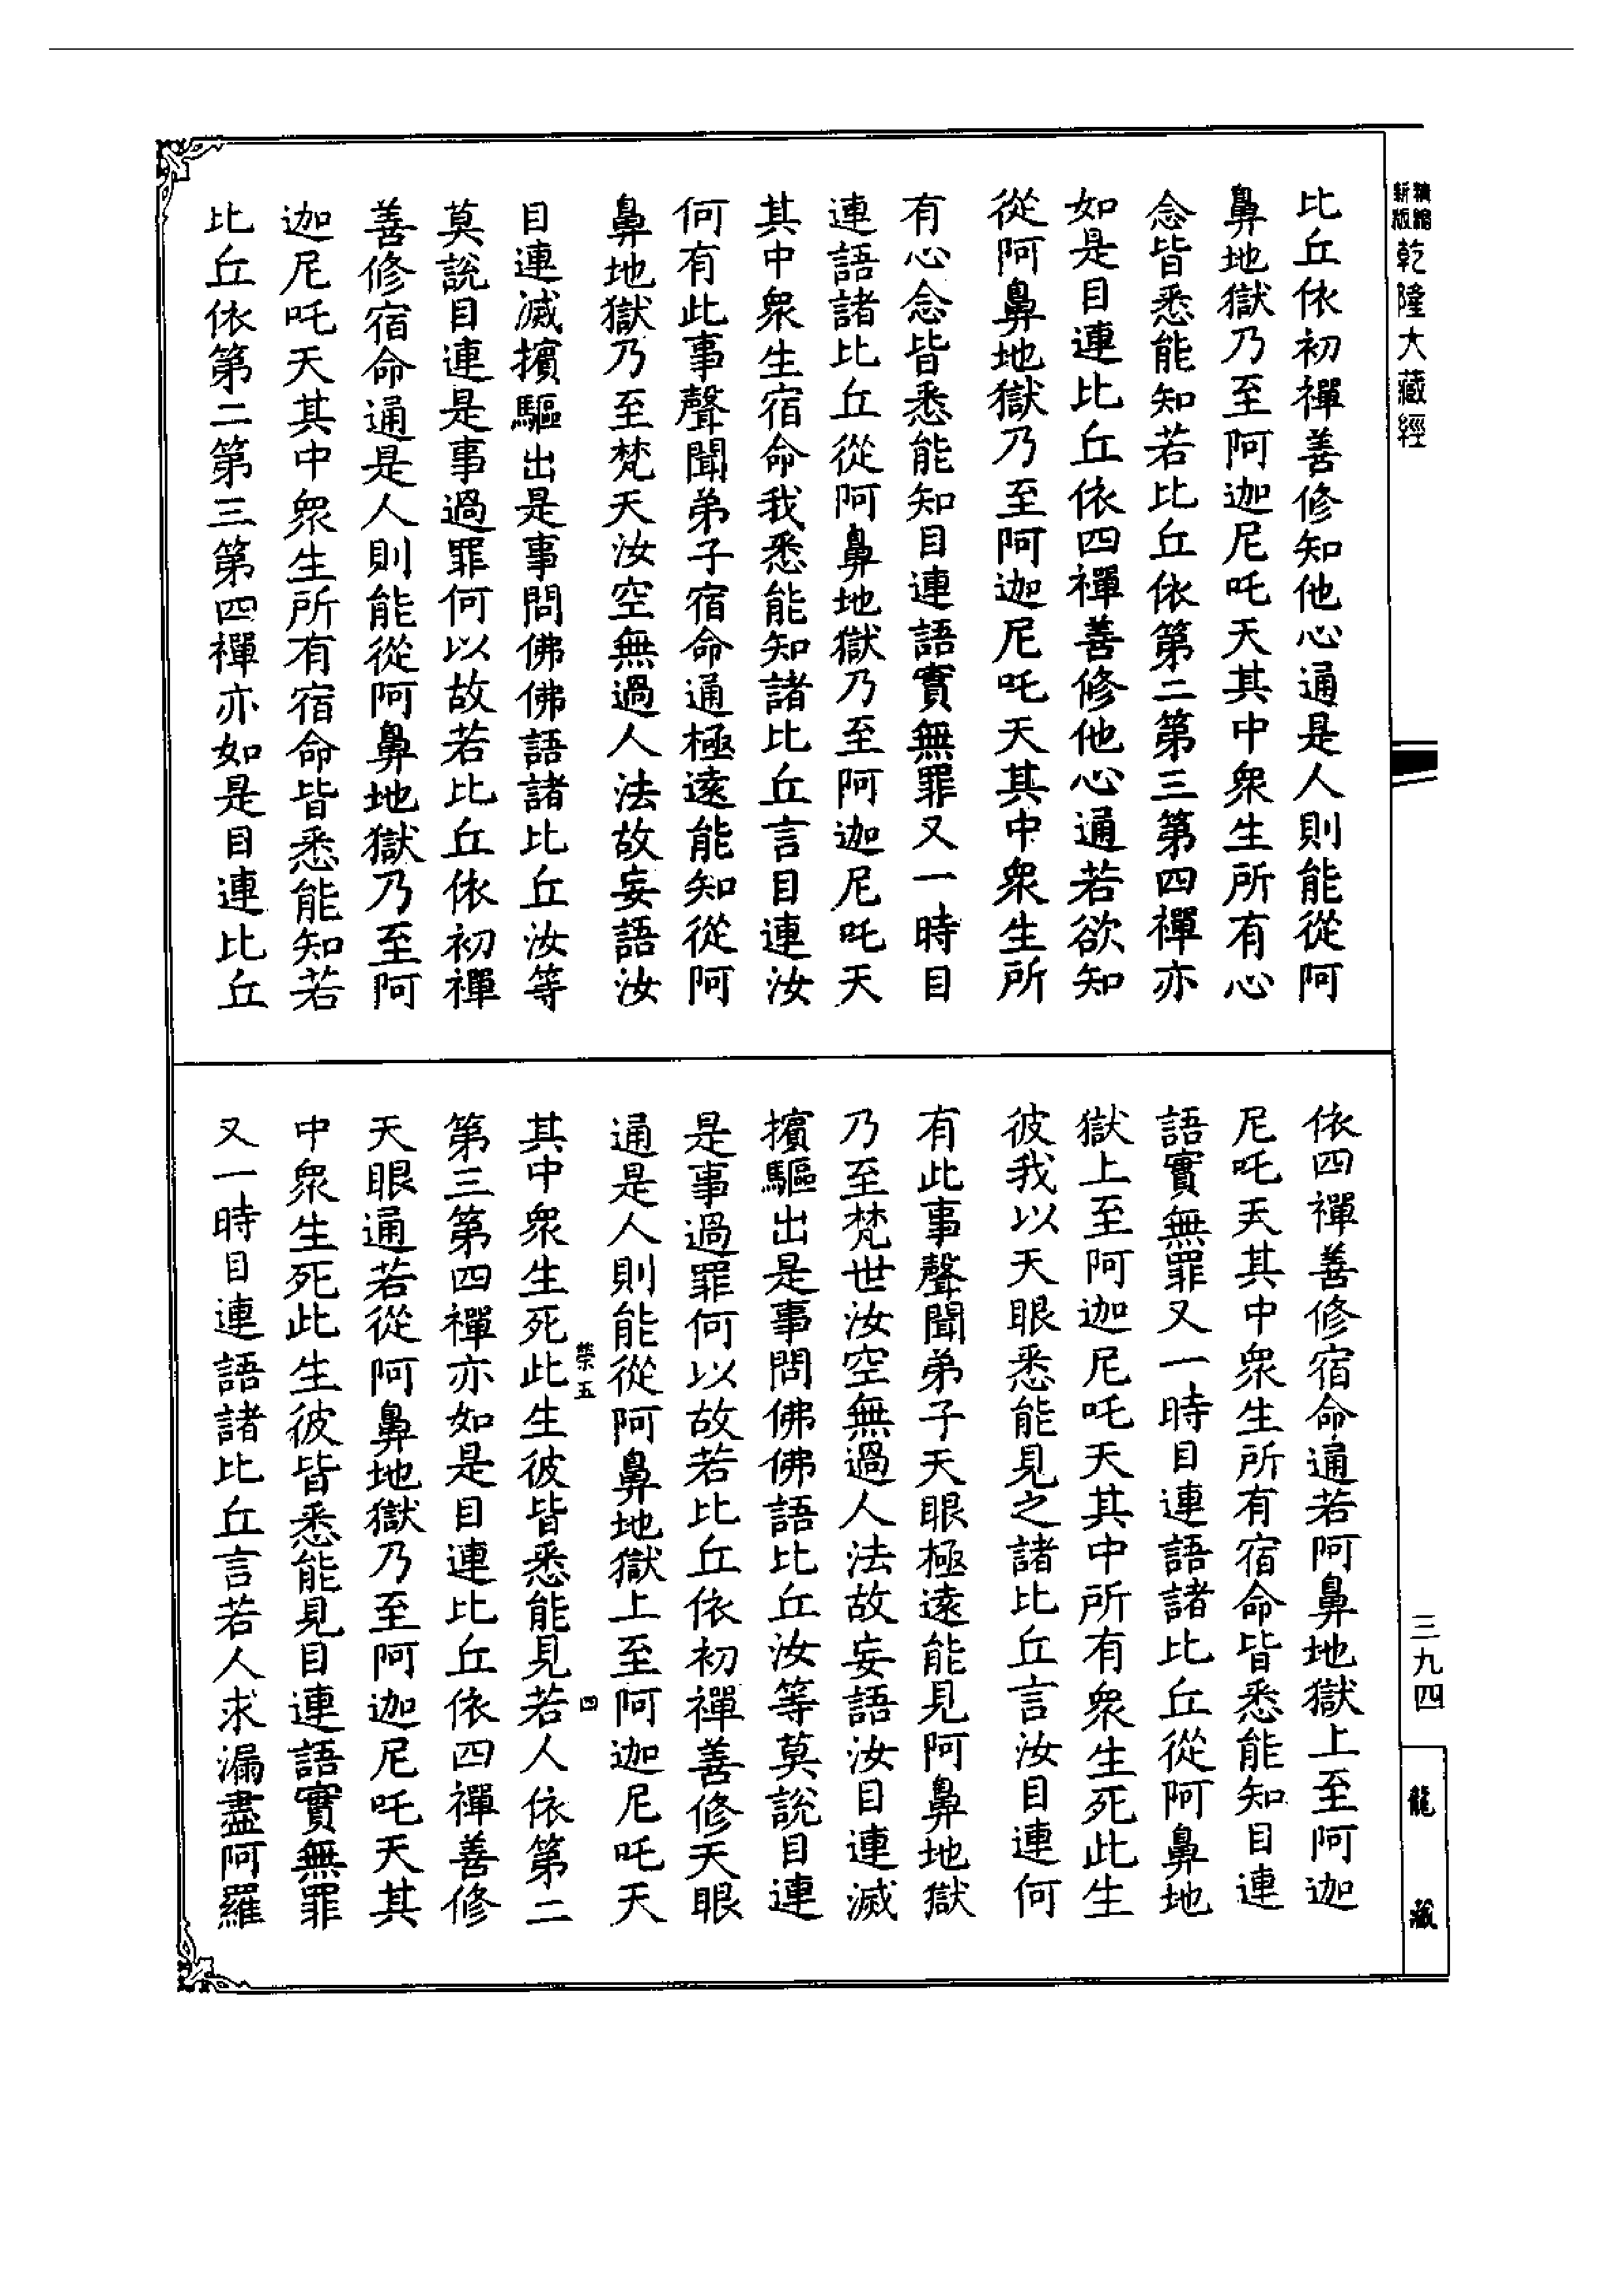 精縮新版乾隆大藏經
比丘依初禪善修知他心通是人則能從阿
鼻地獄乃至阿迦尼吒天其中眾生所有心
念皆悉能知若比丘依第二第三第四禪亦
如是目連比丘依四禪善修他心通若欲知
從阿鼻地獄乃至阿迦尼吒天其中眾生所
有心念皆悉能知目連語實無罪又一時目
連語諸比丘從阿鼻地獄乃至阿迦尼吒天
其中眾生宿命我悉能知諸比丘言目連汝
何有此事聲聞弟子宿命通極遠能知從阿
鼻地獄乃至梵天汝空無過人法故妄語汝
目連滅擯驅出是事問佛佛語諸比丘汝等
莫說目連是事過罪何以故若比丘依初禪
善修宿命通是人則能從阿鼻地獄乃至阿
迦尼吒天其中眾生所有宿命皆悉能知若
比丘依第二第三第四禪亦如是目連比丘
依四禪善修宿命通若阿鼻地獄上至阿迦
尼吒天其中眾生所有宿命皆悉能知目連
語實無罪又一時目連語諸比丘從阿鼻地
獄上至阿迦尼吒天其中所有眾生死此生
彼我以天眼悉能見之諸比丘言汝目連何
有此事聲聞弟子天眼極遠能見阿鼻地獄
乃至梵世汝空無過人法故妄語汝目連滅
擯驅出是事問佛佛語比丘汝等莫說目連
是事過罪何以故若比丘依初禪善修天眼
通是人則能從阿鼻地獄上至阿迦尼吒天
榮五 四
其中眾生死此生彼皆悉能見若人依第二
第三第四禪亦如是目連比丘依四禪善修
天眼通若從阿鼻地獄乃至阿迦尼吒天其
中眾生死此生彼皆悉能見目連語實無罪
又一時目連語諸比丘言若人求漏盡阿羅
三九四
龍藏